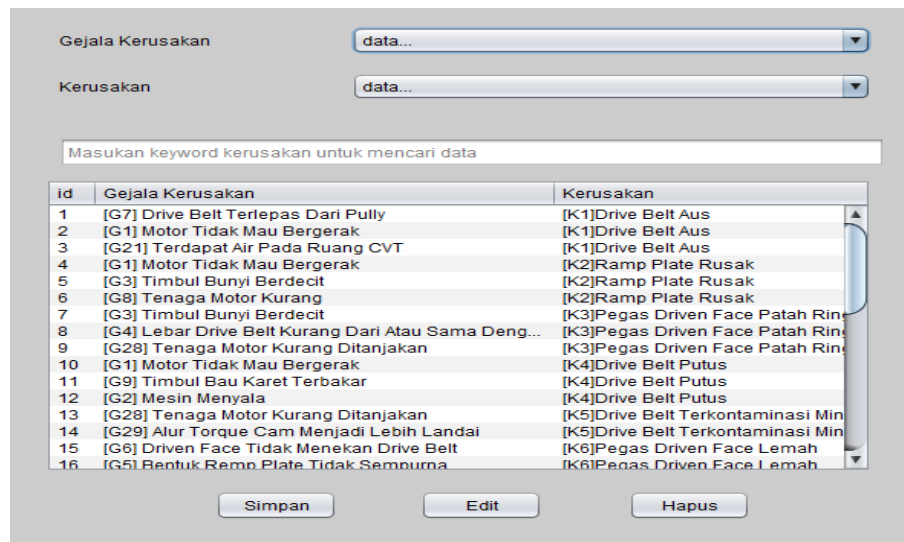 Gejala Kerusakan data...
Kerusakan data...
Masukan keyword kerusakan untuk mencari data
id Gejala Kerusakan Kerusakan
1 [G7] Drive Belt Terlepas Dari Pully [K1]Drive Belt Aus
2 [G1] Motor Tidak Mau Bergerak [K1]Drive Belt Aus
3 [G21] Terdapat Air Pada Ruang CVT [K1]Drive Belt Aus
4 [G1] Motor Tidak Mau Bergerak [K2]Ramp Plate Rusak
5 [G3] Timbul Bunyi Berdecit [K2]Ramp Plate Rusak
6 [G8] Tenaga Motor Kurang [K2]Ramp Plate Rusak
7 [G3] Timbul Bunyi Berdecit [K3]Pegas Driven Face Patah Ring
8 [G4] Lebar Drive Belt Kurang Dari Atau Sama Deng... [K3]Pegas Driven Face Patah Ring
9 [G28] Tenaga Motor Kurang Ditanjakan [K3]Pegas Driven Face Patah Ring
10 [G1] Motor Tidak Mau Bergerak [K4]Drive Belt Putus
11 [G9] Timbul Bau Karet Terbakar [K4]Drive Belt Putus
12 [G2] Mesin Menyala [K4]Drive Belt Putus
13 [G28] Tenaga Motor Kurang Ditanjakan [K5]Drive Belt Terkontaminasi Min
14 [G29] Alur Torque Cam Menjadi Lebih Landai [K5]Drive Belt Terkontaminasi Min
15 [G6] Driven Face Tidak Menekan Drive Belt [K6]Pegas Driven Face Lemah
16 [G5] Bentuk Remp Plate Tidak Sempurna [K6]Pegas Driven Face Lemah
Simpan Edit Hapus